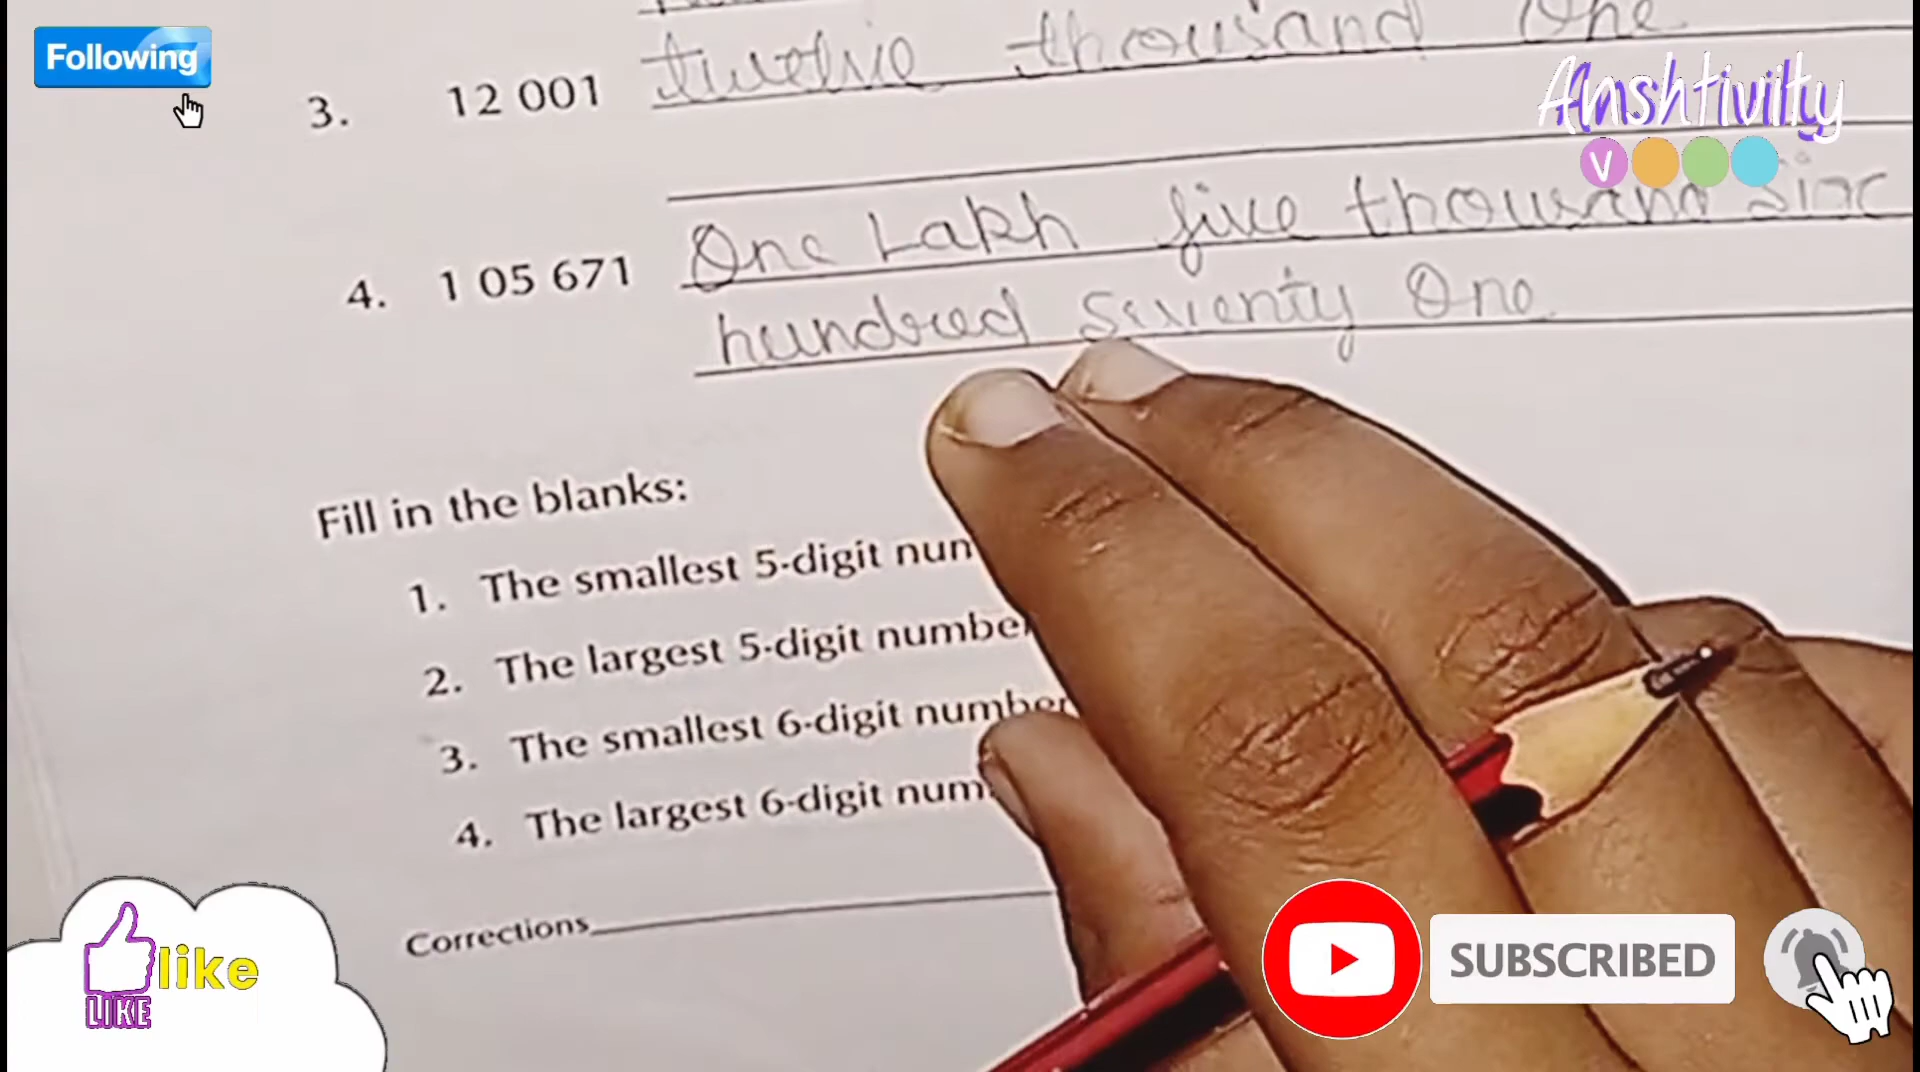 Following
twelve thousand One
3. 12 001
Anshtivilty
V
One Lakh five thousand Six
4. 1 05 671
hundred Seventy One
Fill in the blanks:
1. The smallest 5-digit num
2. The largest 5-digit number
3. The smallest 6-digit number
4. The largest 6-digit num
Corrections
like
LIKE
SUBSCRIBED